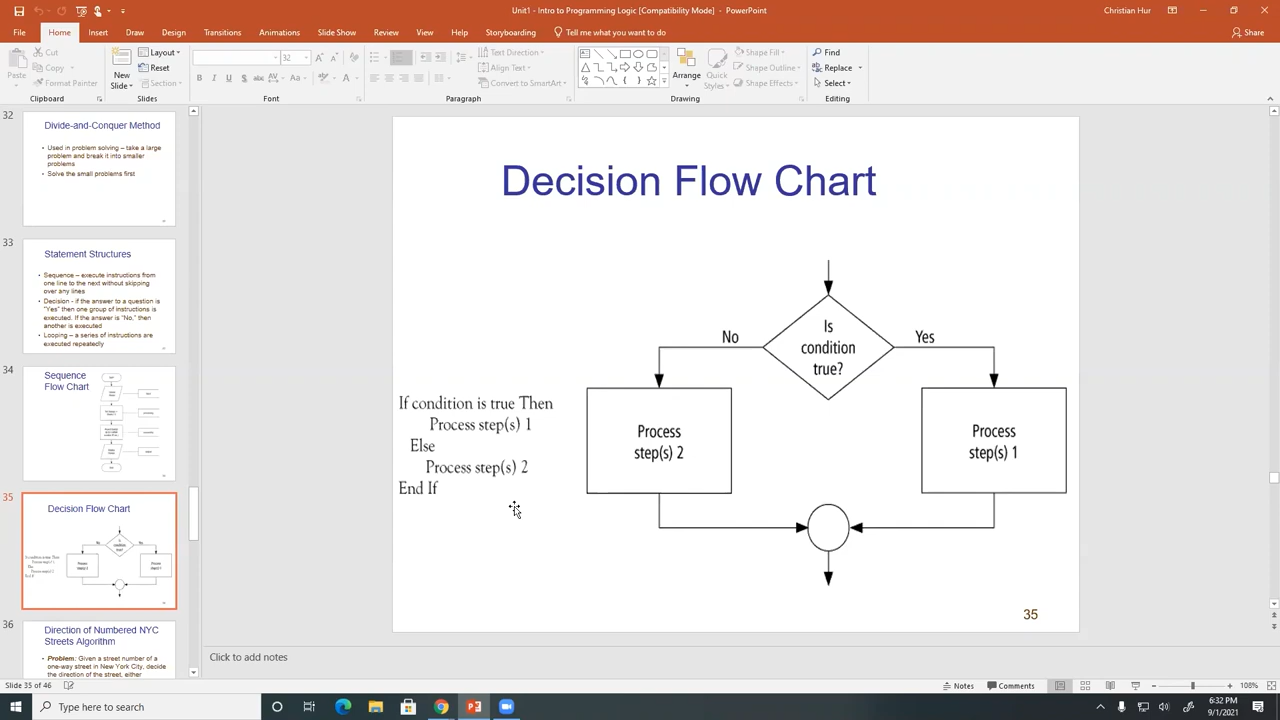 Unit1 - Intro to Programming Logic [Compatibility Mode] - PowerPoint
Christian Hur
File Home Insert Draw Design Transitions Animations Slide Show Review View Help Storyboarding Tell me what you want to do
Share
Paste
Cut
Copy
Format Painter
Clipboard
New Slide
Layout
Reset
Section
Slides
32
Font
Text Direction
Align Text
Convert to SmartArt
Paragraph
Arrange
Quick Styles
Shape Fill
Shape Outline
Shape Effects
Drawing
Find
Replace
Select
Editing
32
Divide-and-Conquer Method
• Used in problem solving – take a large
problem and break it into smaller
problems
• Solve the small problems first
33
Statement Structures
• Sequence – execute instructions from
one line to the next without skipping
over any lines
• Decision - if the answer to a question is
"Yes" then one group of instructions is
executed. If the answer is "No," then
another is executed
• Looping – a series of instructions are
executed repeatedly
34
Sequence
Flow Chart
35
Decision Flow Chart
36
Direction of Numbered NYC
Streets Algorithm
• Problem: Given a street number of a
one-way street in New York City, decide
the direction of the street, either
Decision Flow Chart
Is
condition
true?
No
Yes
If condition is true Then
Process step(s) 1
Else
Process step(s) 2
End If
Process
step(s) 2
Process
step(s) 1
35
Click to add notes
Slide 35 of 46
Notes
Comments
108%
Type here to search
6:32 PM
9/1/2021